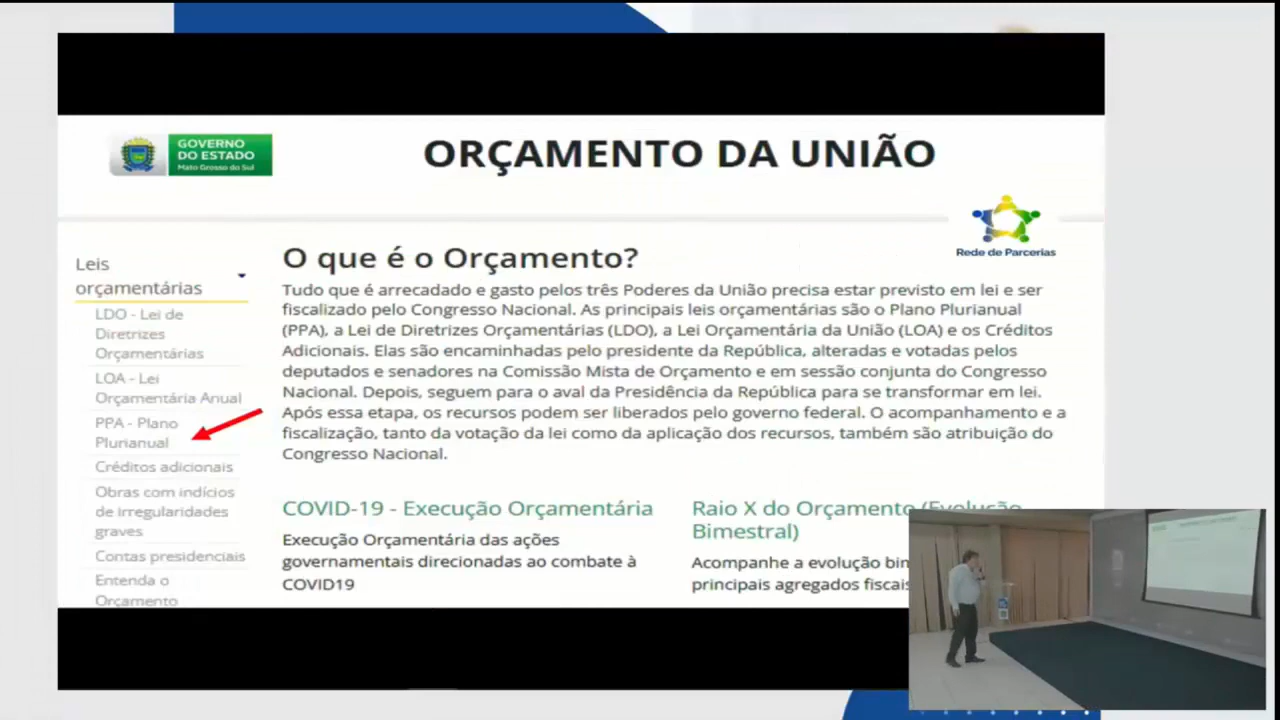 GOVERNO
DO ESTADO
Mato Grosso do Sul
ORÇAMENTO DA UNIÃO
Rede de Parcerias
Leis
orçamentárias
LDO - Lei de
Diretrizes
Orçamentárias
LOA - Lei
Orçamentária Anual
PPA - Plano
Plurianual
Créditos adicionais
Obras com indícios
de irregularidades
graves
Contas presidenciais
Entenda o
Orçamento
O que é o Orçamento?
Tudo que é arrecadado e gasto pelos três Poderes da União precisa estar previsto em lei e ser
fiscalizado pelo Congresso Nacional. As principais leis orçamentárias são o Plano Plurianual
(PPA), a Lei de Diretrizes Orçamentárias (LDO), a Lei Orçamentária da União (LOA) e os Créditos
Adicionais. Elas são encaminhadas pelo presidente da República, alteradas e votadas pelos
deputados e senadores na Comissão Mista de Orçamento e em sessão conjunta do Congresso
Nacional. Depois, seguem para o aval da Presidência da República para se transformar em lei.
Após essa etapa, os recursos podem ser liberados pelo governo federal. O acompanhamento e a
fiscalização, tanto da votação da lei como da aplicação dos recursos, também são atribuição do
Congresso Nacional.
COVID-19 - Execução Orçamentária
Execução Orçamentária das ações
governamentais direcionadas ao combate à
COVID19
Raio X do Orçamento (Evolução
Bimestral)
Acompanhe a evolução bim
principais agregados fiscais